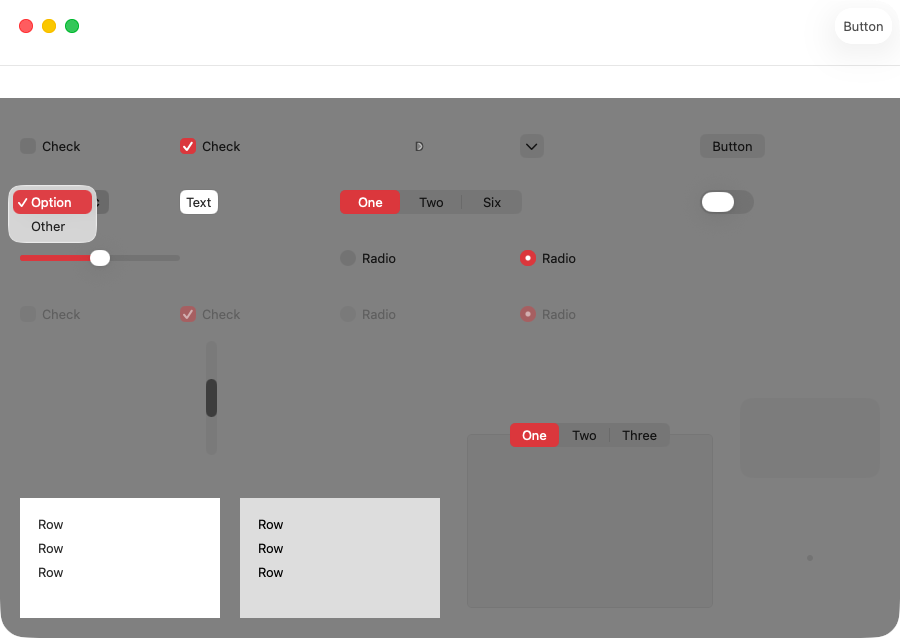 Button
Check
Check
Button
Option
Other
Text
One Two Six
Radio
Radio
Check
Check
Radio
Radio
One Two Three
Row
Row
Row
Row
Row
Row